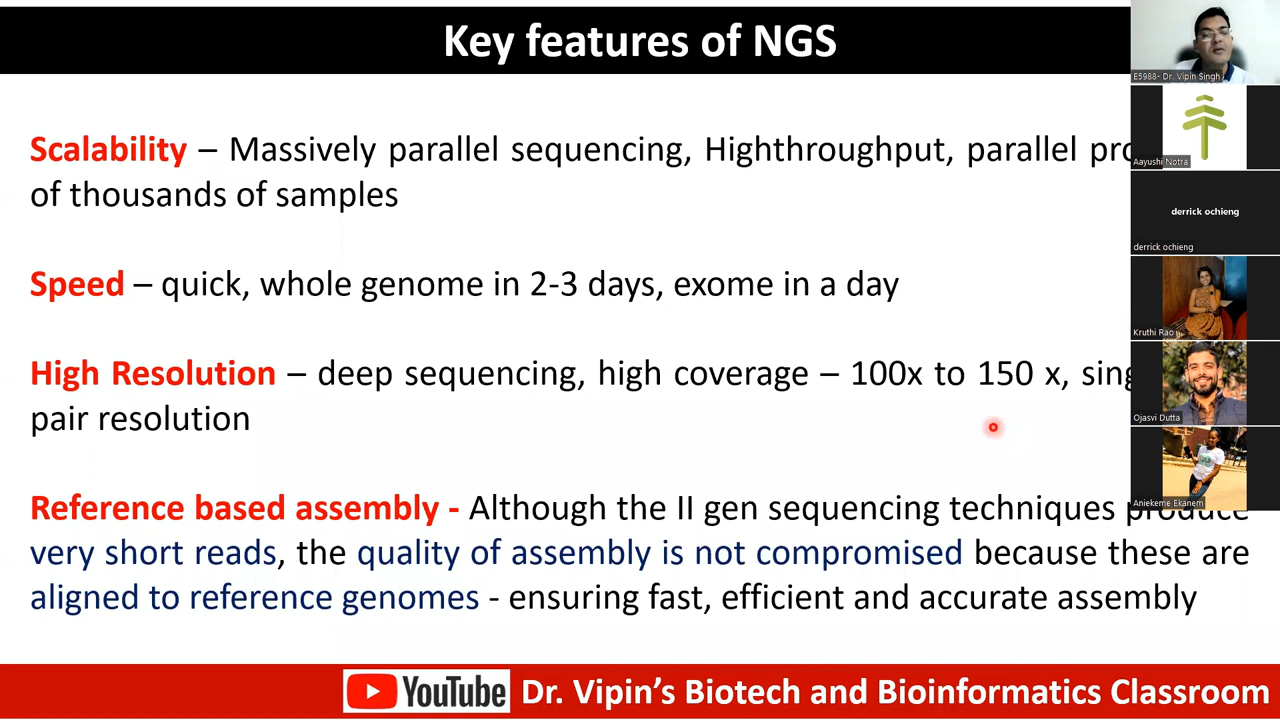 Key features of NGS
Scalability – Massively parallel sequencing, Highthroughput, parallel
of thousands of samples
Speed – quick, whole genome in 2-3 days, exome in a day
High Resolution – deep sequencing, high coverage – 100x to 150 x,
pair resolution
Reference based assembly - Although the II gen sequencing techniques produce
very short reads, the quality of assembly is not compromised because these are
aligned to reference genomes - ensuring fast, efficient and accurate assembly
YouTube Dr. Vipin's Biotech and Bioinformatics Classroom
E5988- Dr. Vipin Singh
Aayushi Notra
derrick ochieng
derrick ochieng
Kruthi Rao
Ojasvi Dutta
Aniekeme Ekanem